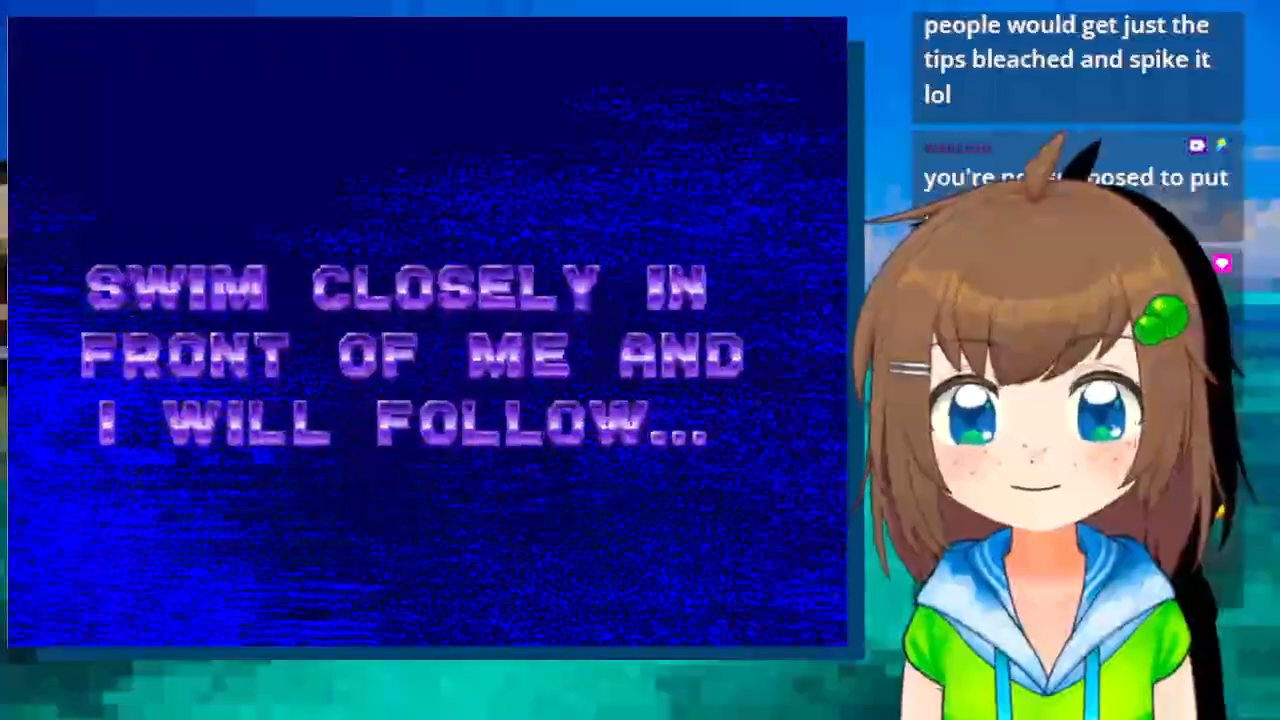 SWIM CLOSELY IN
FRONT OF ME AND
I WILL FOLLOW...
people would get just the
tips bleached and spike it
lol
you're to put